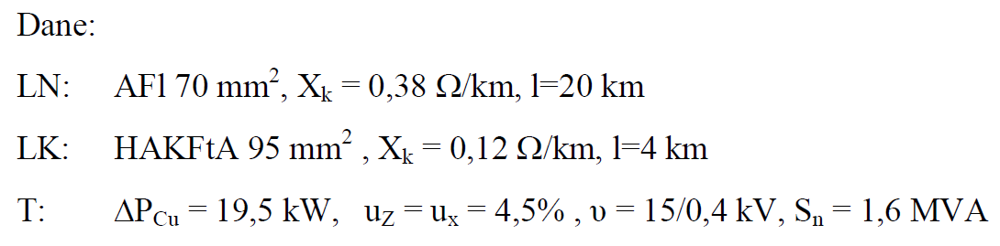 Dane:
LN: AFl 70 mm², Xk = 0,38 Ω/km, l=20 km
LK: HAKFtA 95 mm² , Xk = 0,12 Ω/km, l=4 km
T: ΔPCu = 19,5 kW, uZ = ux = 4,5% , υ = 15/0,4 kV, Sn = 1,6 MVA